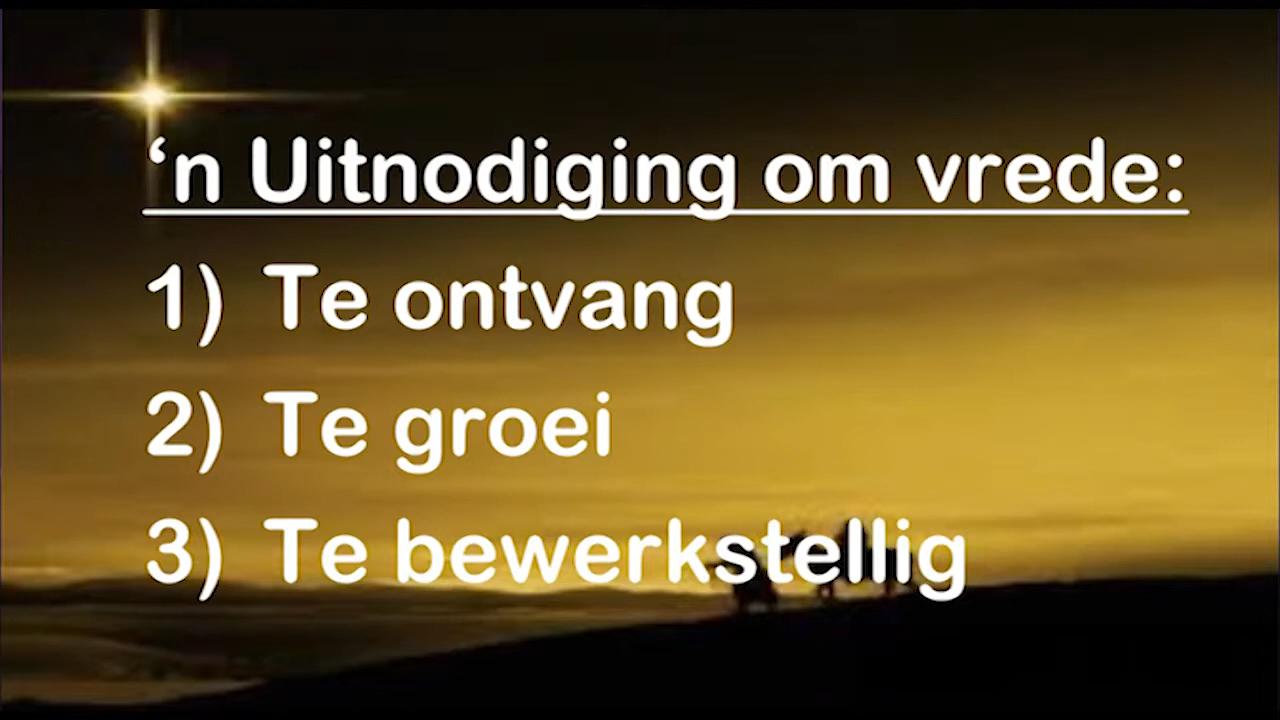 ‘n Uitnodiging om vrede:
1) Te ontvang
2) Te groei
3) Te bewerkstellig